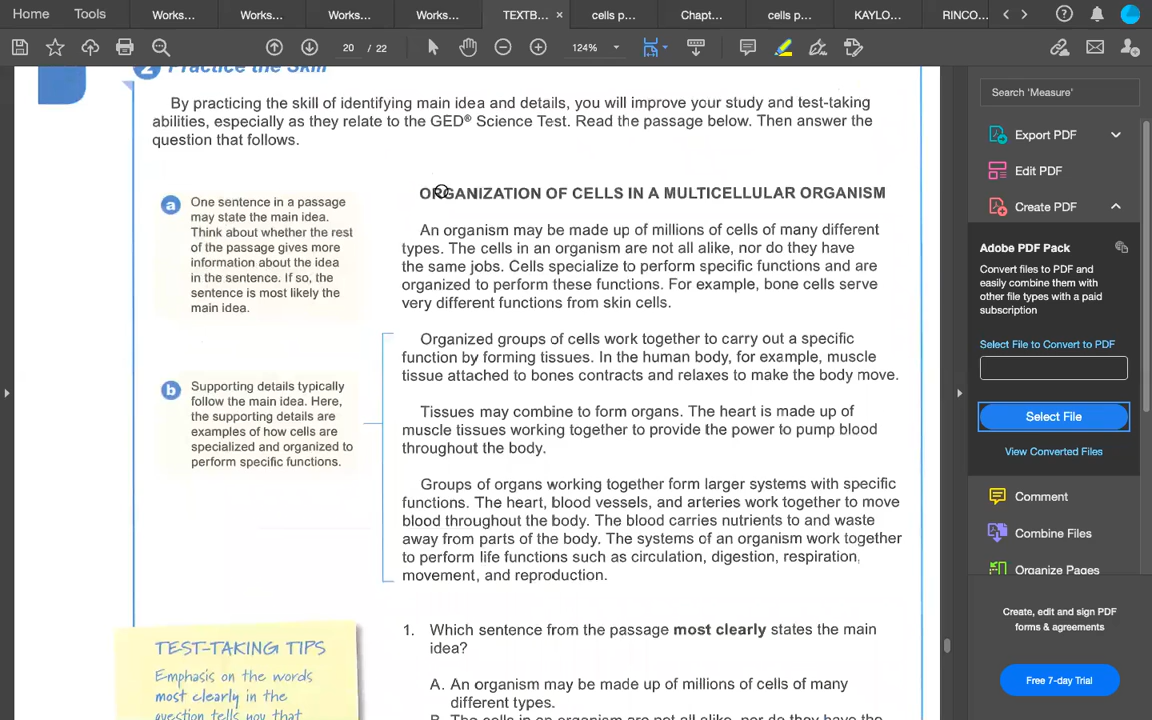 Home Tools Works... Works... Works... Works... TEXTB... × cells p... Chapt... cells p... KAYLO... RINCO...
20 / 22 124%
2 Practice the Skill
By practicing the skill of identifying main idea and details, you will improve your study and test-taking
abilities, especially as they relate to the GED® Science Test. Read the passage below. Then answer the
question that follows.
a One sentence in a passage
may state the main idea.
Think about whether the rest
of the passage gives more
information about the idea
in the sentence. If so, the
sentence is most likely the
main idea.
b Supporting details typically
follow the main idea. Here,
the supporting details are
examples of how cells are
specialized and organized to
perform specific functions.
ORGANIZATION OF CELLS IN A MULTICELLULAR ORGANISM
An organism may be made up of millions of cells of many different
types. The cells in an organism are not all alike, nor do they have
the same jobs. Cells specialize to perform specific functions and are
organized to perform these functions. For example, bone cells serve
very different functions from skin cells.
Organized groups of cells work together to carry out a specific
function by forming tissues. In the human body, for example, muscle
tissue attached to bones contracts and relaxes to make the body move.
Tissues may combine to form organs. The heart is made up of
muscle tissues working together to provide the power to pump blood
throughout the body.
Groups of organs working together form larger systems with specific
functions. The heart, blood vessels, and arteries work together to move
blood throughout the body. The blood carries nutrients to and waste
away from parts of the body. The systems of an organism work together
to perform life functions such as circulation, digestion, respiration,
movement, and reproduction.
TEST-TAKING TIPS
Emphasis on the words
most clearly in the
question tells you that
1. Which sentence from the passage most clearly states the main
idea?
A. An organism may be made up of millions of cells of many
different types.
B. The cells in an organism are not all alike, nor do they have the
Search 'Measure'
Export PDF
Edit PDF
Create PDF
Adobe PDF Pack
Convert files to PDF and
easily combine them with
other file types with a paid
subscription
Select File to Convert to PDF
Select File
View Converted Files
Comment
Combine Files
Organize Pages
Create, edit and sign PDF
forms & agreements
Free 7-day Trial